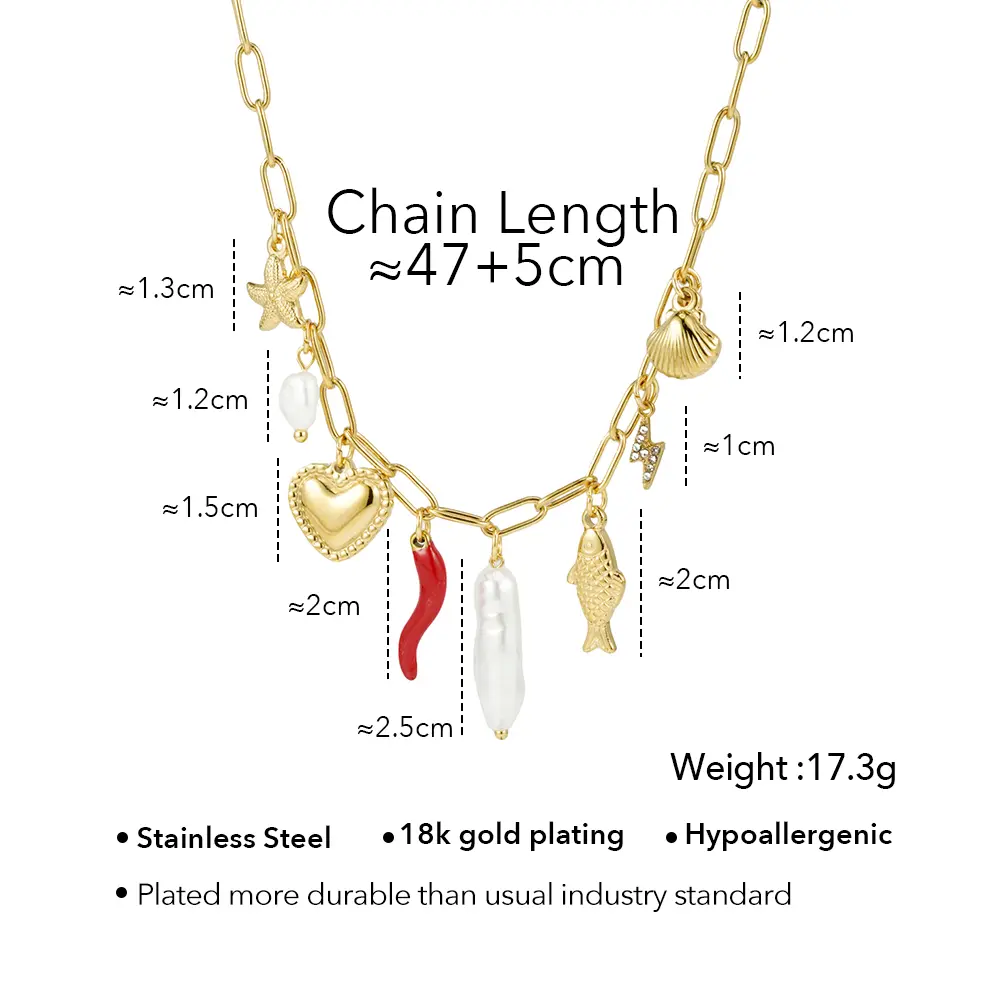 Chain Length
≈47+5cm
≈1.3cm
≈1.2cm
≈1.2cm
≈1cm
≈1.5cm
≈2cm
≈2cm
≈2.5cm
Weight :17.3g
• Stainless Steel
• 18k gold plating
• Hypoallergenic
• Plated more durable than usual industry standard